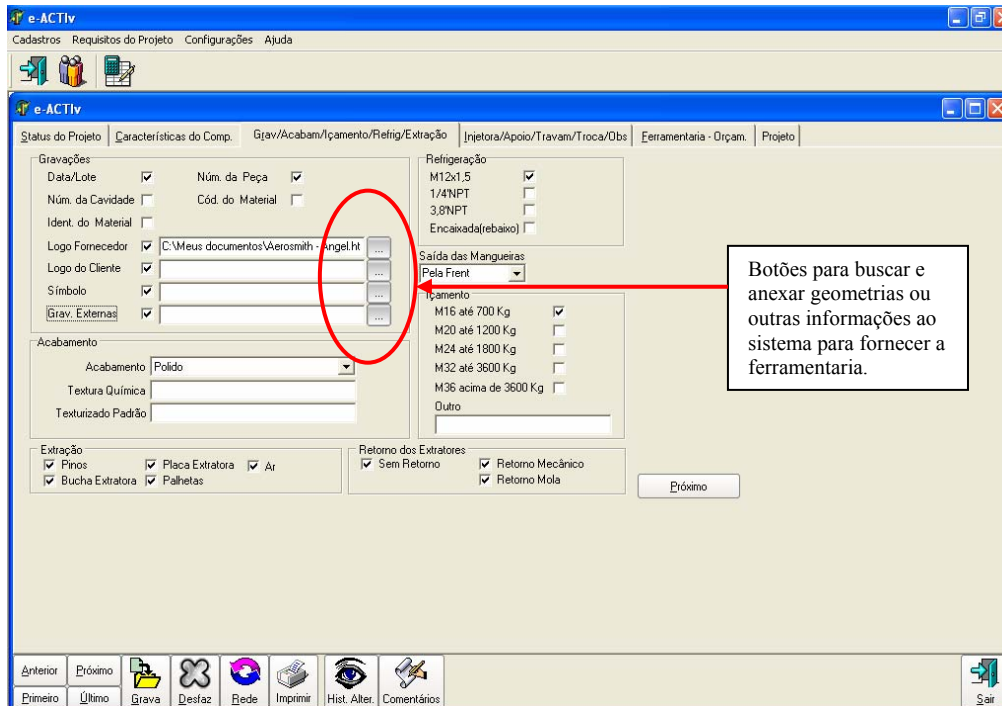 e-ACTIv
Cadastros Requisitos do Projeto Configurações Ajuda
e-ACTIv
Status do Projeto Características do Comp. Grav/Acabam/Içamento/Refrig/Extração Injetora/Apoio/Travam/Troca/Obs Ferramentaria - Orçam. Projeto
Gravações
Data/Lote Núm. da Peça
Núm. da Cavidade Cód. do Material
Ident. do Material
Logo Fornecedor C:\Meus documentos\Aerosmith - Angel.ht ...
Logo do Cliente ...
Símbolo ...
Grav. Externas ...
Refrigeração
M12x1,5
1/4'NPT
3,8'NPT
Encaixada(rebaixo)
Saída das Mangueiras
Pela Frent
Içamento
M16 até 700 Kg
M20 até 1200 Kg
M24 até 1800 Kg
M32 até 3600 Kg
M36 acima de 3600 Kg
Outro
Botões para buscar e
anexar geometrias ou
outras informações ao
sistema para fornecer a
ferramentaria.
Acabamento
Acabamento Polido
Textura Química
Texturizado Padrão
Extração
Pinos Placa Extratora Ar
Bucha Extratora Palhetas
Retorno dos Extratores
Sem Retorno Retorno Mecânico
Retorno Mola
Próximo
Anterior Próximo
Primeiro Último Grava Desfaz Rede Imprimir Hist. Alter. Comentários Sair